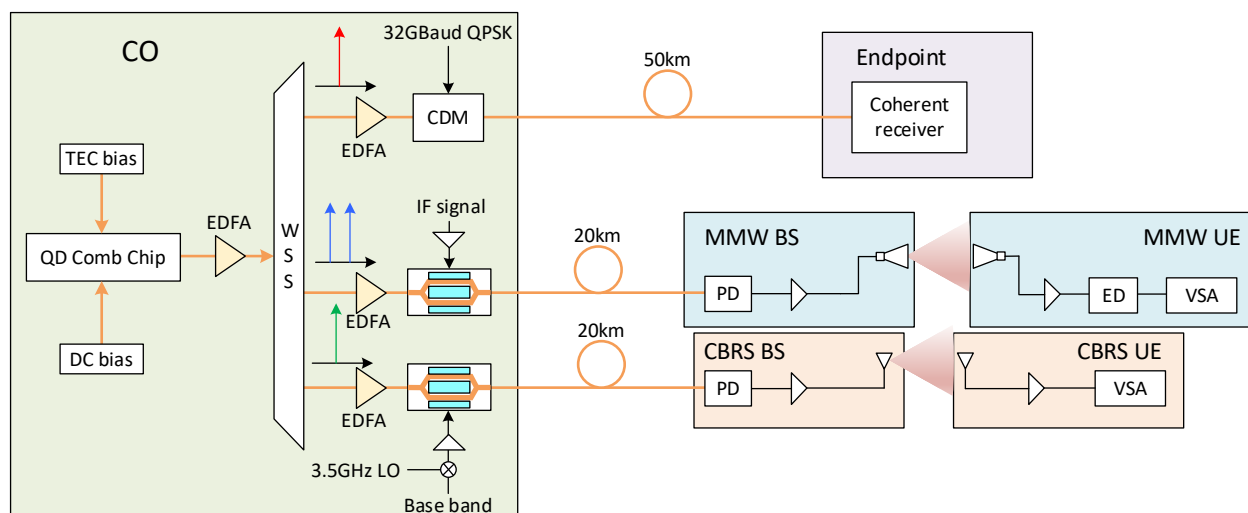 CO
32GBaud QPSK
50km
Endpoint
Coherent
receiver
CDM
EDFA
TEC bias
EDFA
QD Comb Chip
DC bias
W
S
S
IF signal
20km
MMW BS
MMW UE
PD
ED
VSA
EDFA
20km
CBRS BS
CBRS UE
PD
VSA
EDFA
3.5GHz LO
Base band